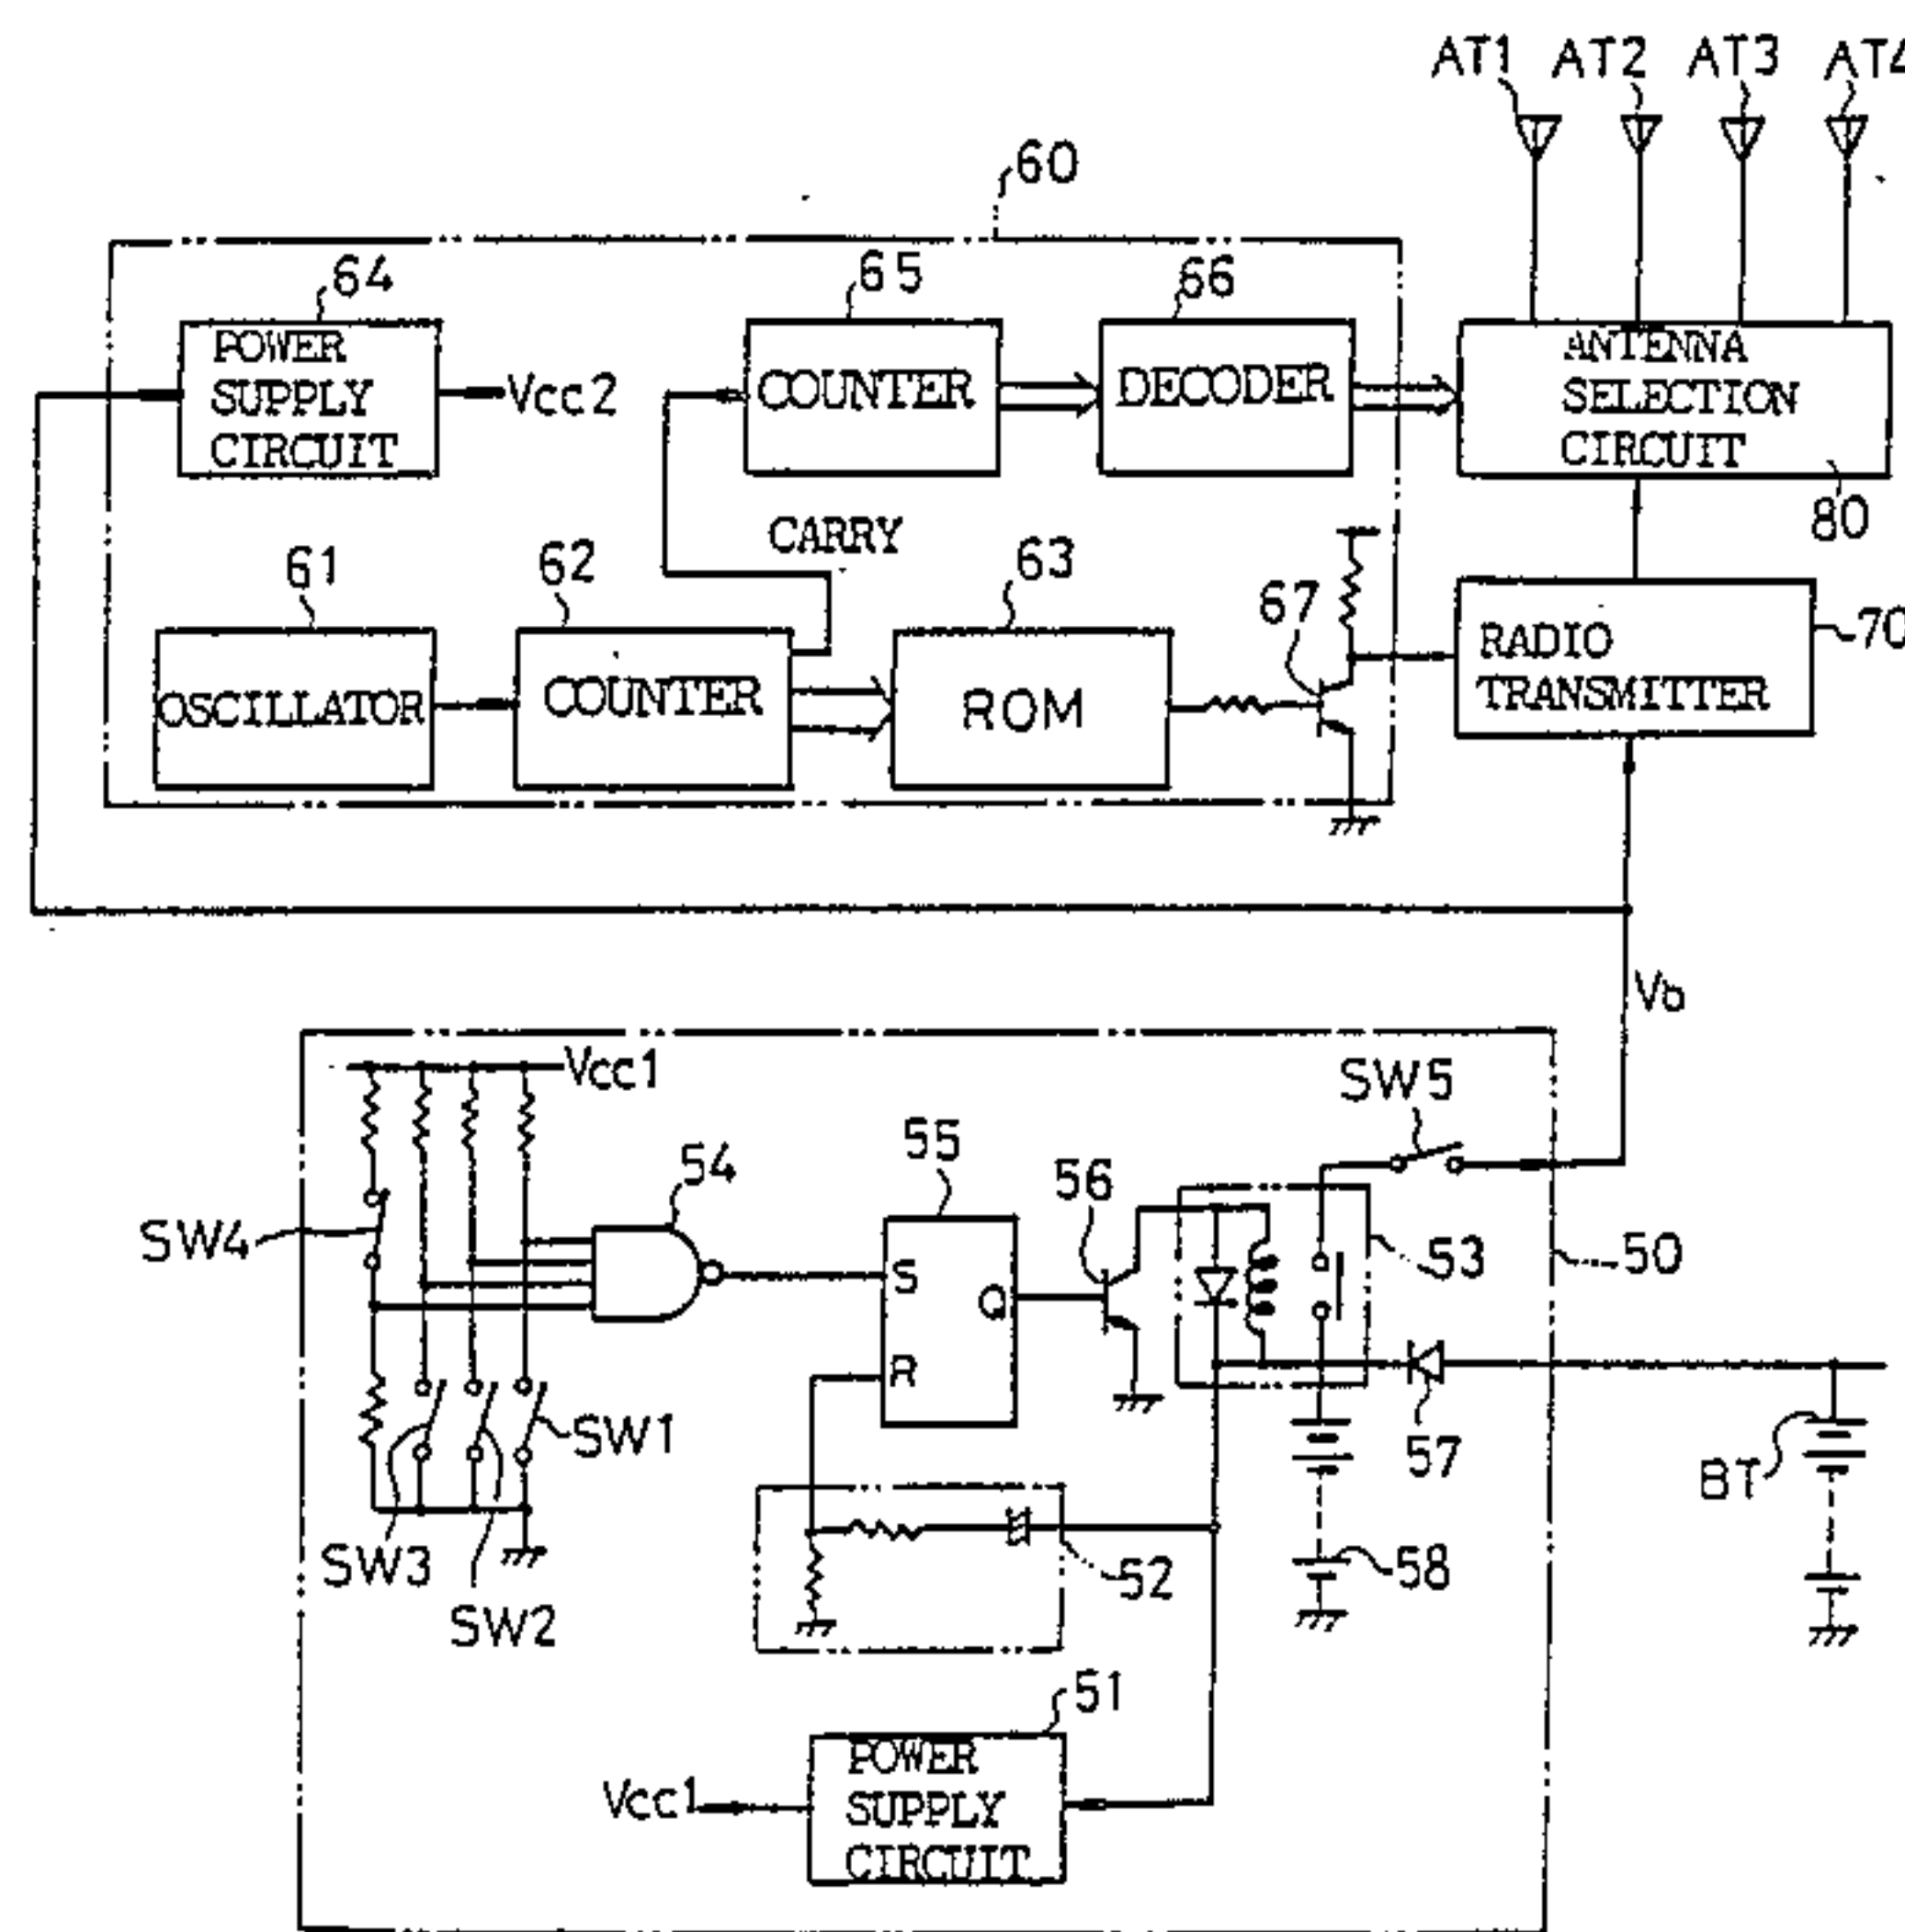 AT1 AT2 AT3 AT4
60
64
65
66
POWER
SUPPLY
CIRCUIT
Vcc2
COUNTER
DECODER
ANTENNA
SELECTION
CIRCUIT
80
CARRY
61
62
63
67
OSCILLATOR
COUNTER
ROM
RADIO
TRANSMITTER
70
Vb
Vcc1
SW5
54
55
56
SW4
S
Q
R
53
50
SW1
57
BT
SW3
SW2
52
58
51
Vcc1
POWER
SUPPLY
CIRCUIT